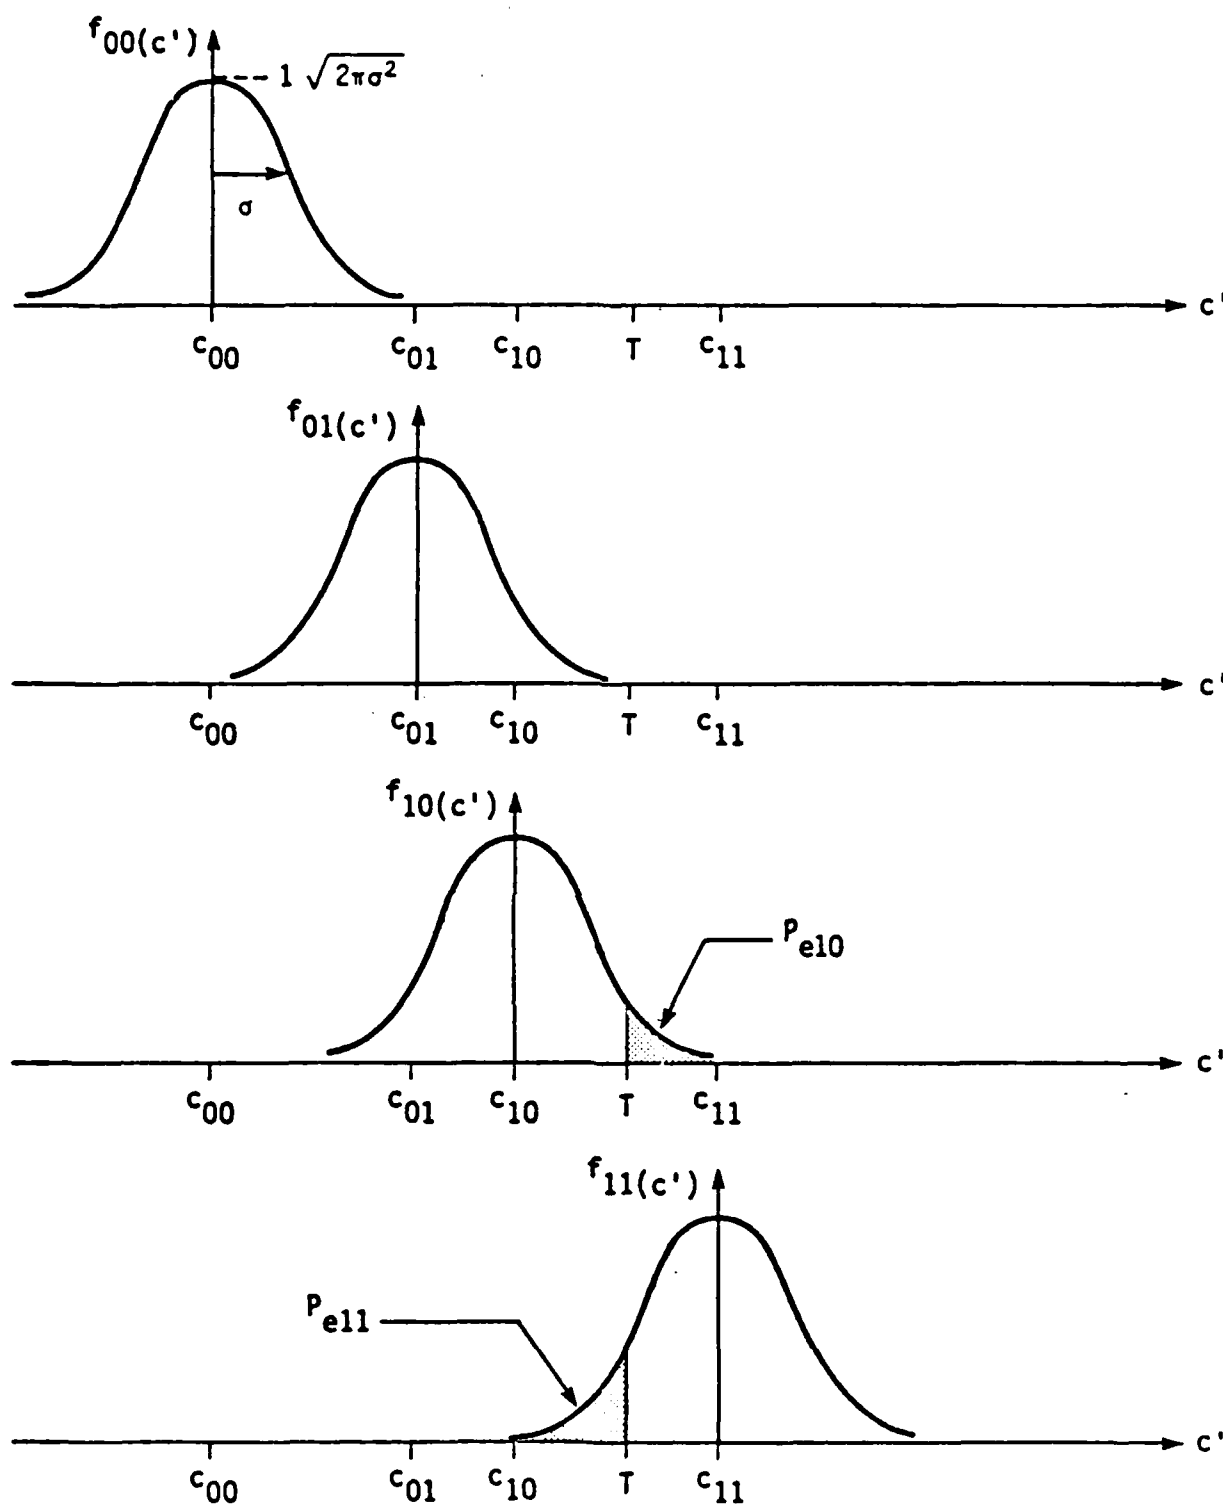 f00(c')
1 √2πσ²
σ
c'
c00 c01 c10 T c11
f01(c')
c'
c00 c01 c10 T c11
f10(c')
Pe10
c'
c00 c01 c10 T c11
f11(c')
Pe11
c'
c00 c01 c10 T c11